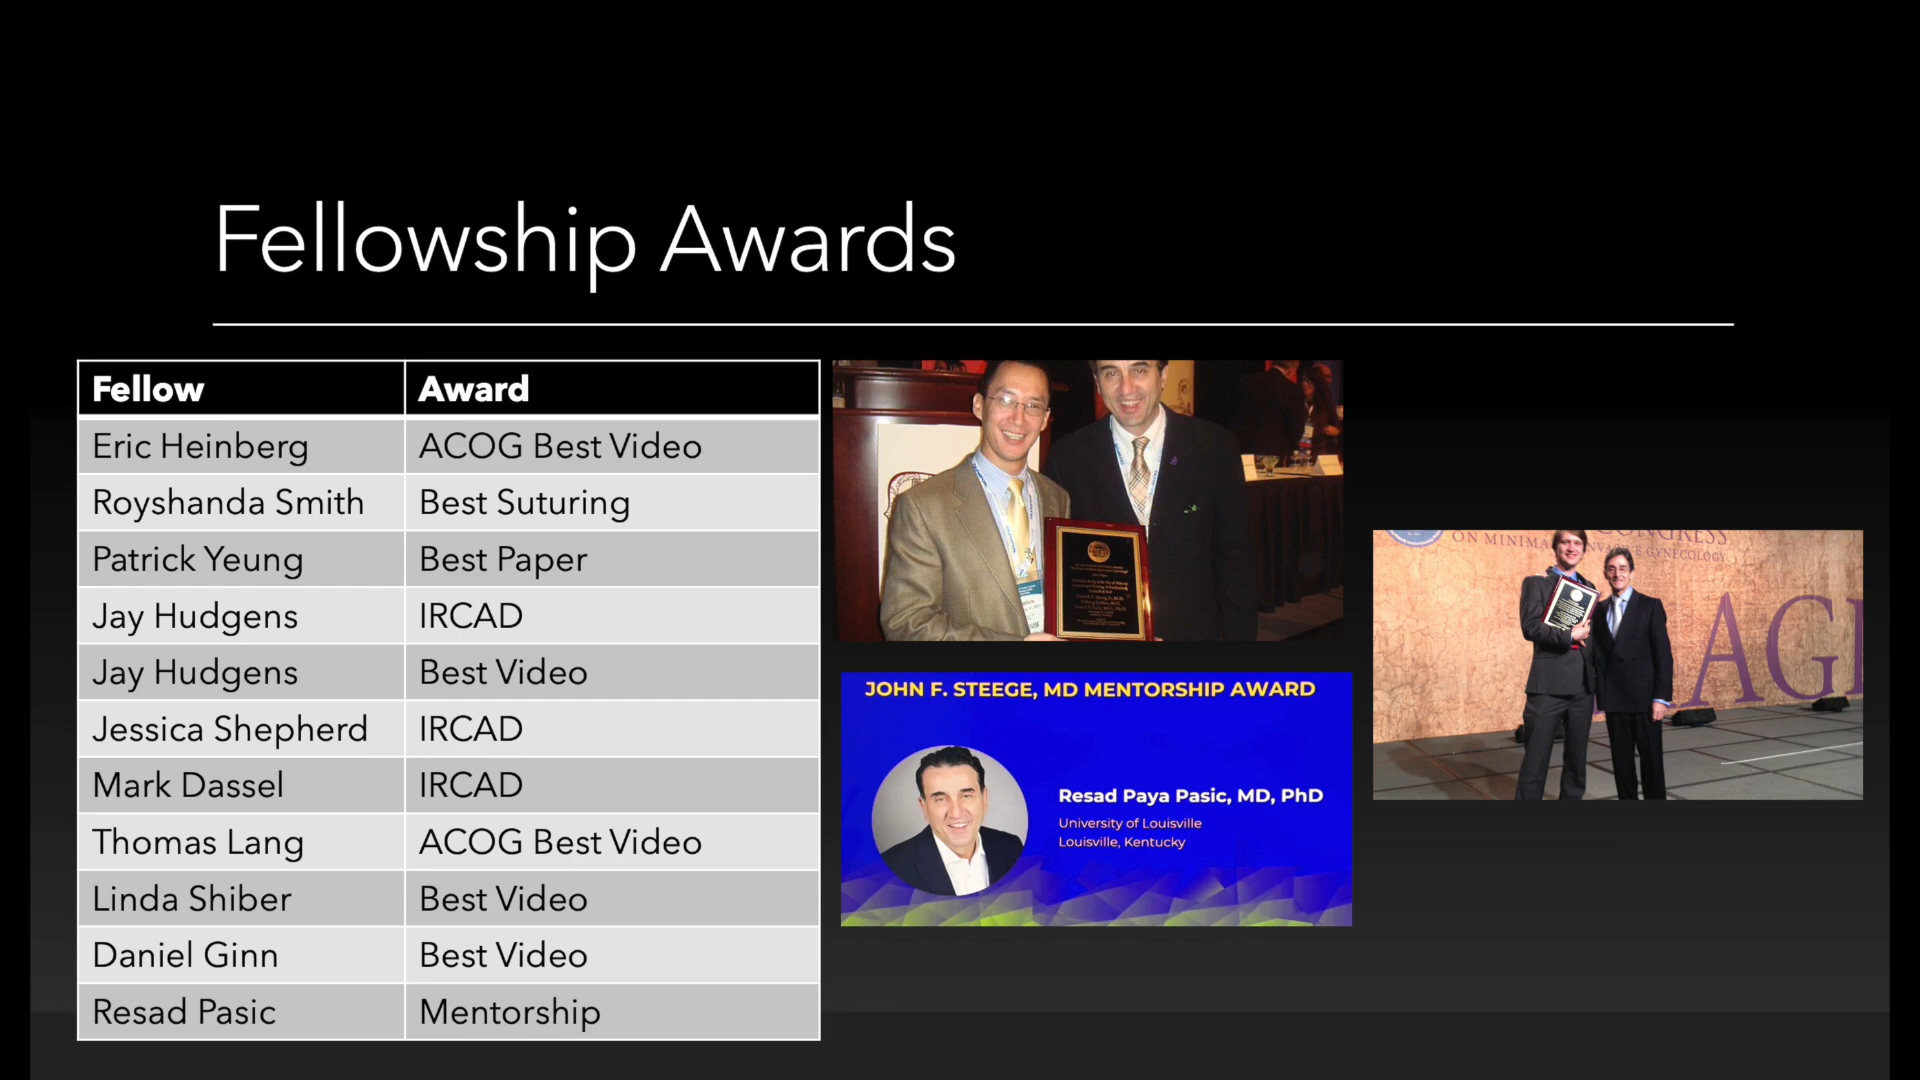 Fellowship Awards
Fellow Award
Eric Heinberg ACOG Best Video
Royshanda Smith Best Suturing
Patrick Yeung Best Paper
Jay Hudgens IRCAD
Jay Hudgens Best Video
Jessica Shepherd IRCAD
Mark Dassel IRCAD
Thomas Lang ACOG Best Video
Linda Shiber Best Video
Daniel Ginn Best Video
Resad Pasic Mentorship
JOHN F. STEEGE, MD MENTORSHIP AWARD
Resad Paya Pasic, MD, PhD
University of Louisville
Louisville, Kentucky
CONGRESS
ON GYNECOLOGY